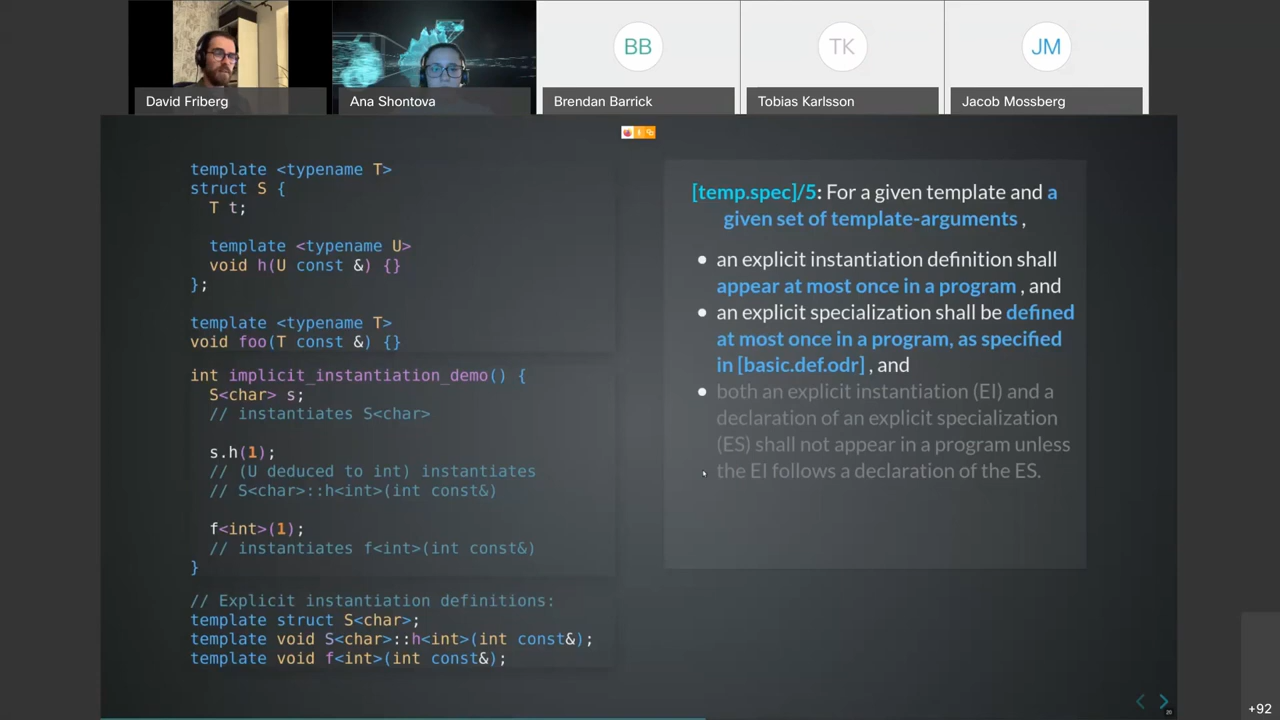 David Friberg
Ana Shontova
BB
Brendan Barrick
TK
Tobias Karlsson
JM
Jacob Mossberg
template <typename T>
struct S {
  T t;

  template <typename U>
  void h(U const &) {}
};

template <typename T>
void foo(T const &) {}
int implicit_instantiation_demo() {
  S<char> s;
  // instantiates S<char>

  s.h(1);
  // (U deduced to int) instantiates
  // S<char>::h<int>(int const&)

  f<int>(1);
  // instantiates f<int>(int const&)
}
// Explicit instantiation definitions:
template struct S<char>;
template void S<char>::h<int>(int const&);
template void f<int>(int const&);
[temp.spec]/5: For a given template and a
given set of template-arguments ,
• an explicit instantiation definition shall
appear at most once in a program , and
• an explicit specialization shall be defined
at most once in a program, as specified
in [basic.def.odr] , and
• both an explicit instantiation (EI) and a
declaration of an explicit specialization
(ES) shall not appear in a program unless
the EI follows a declaration of the ES.
+92